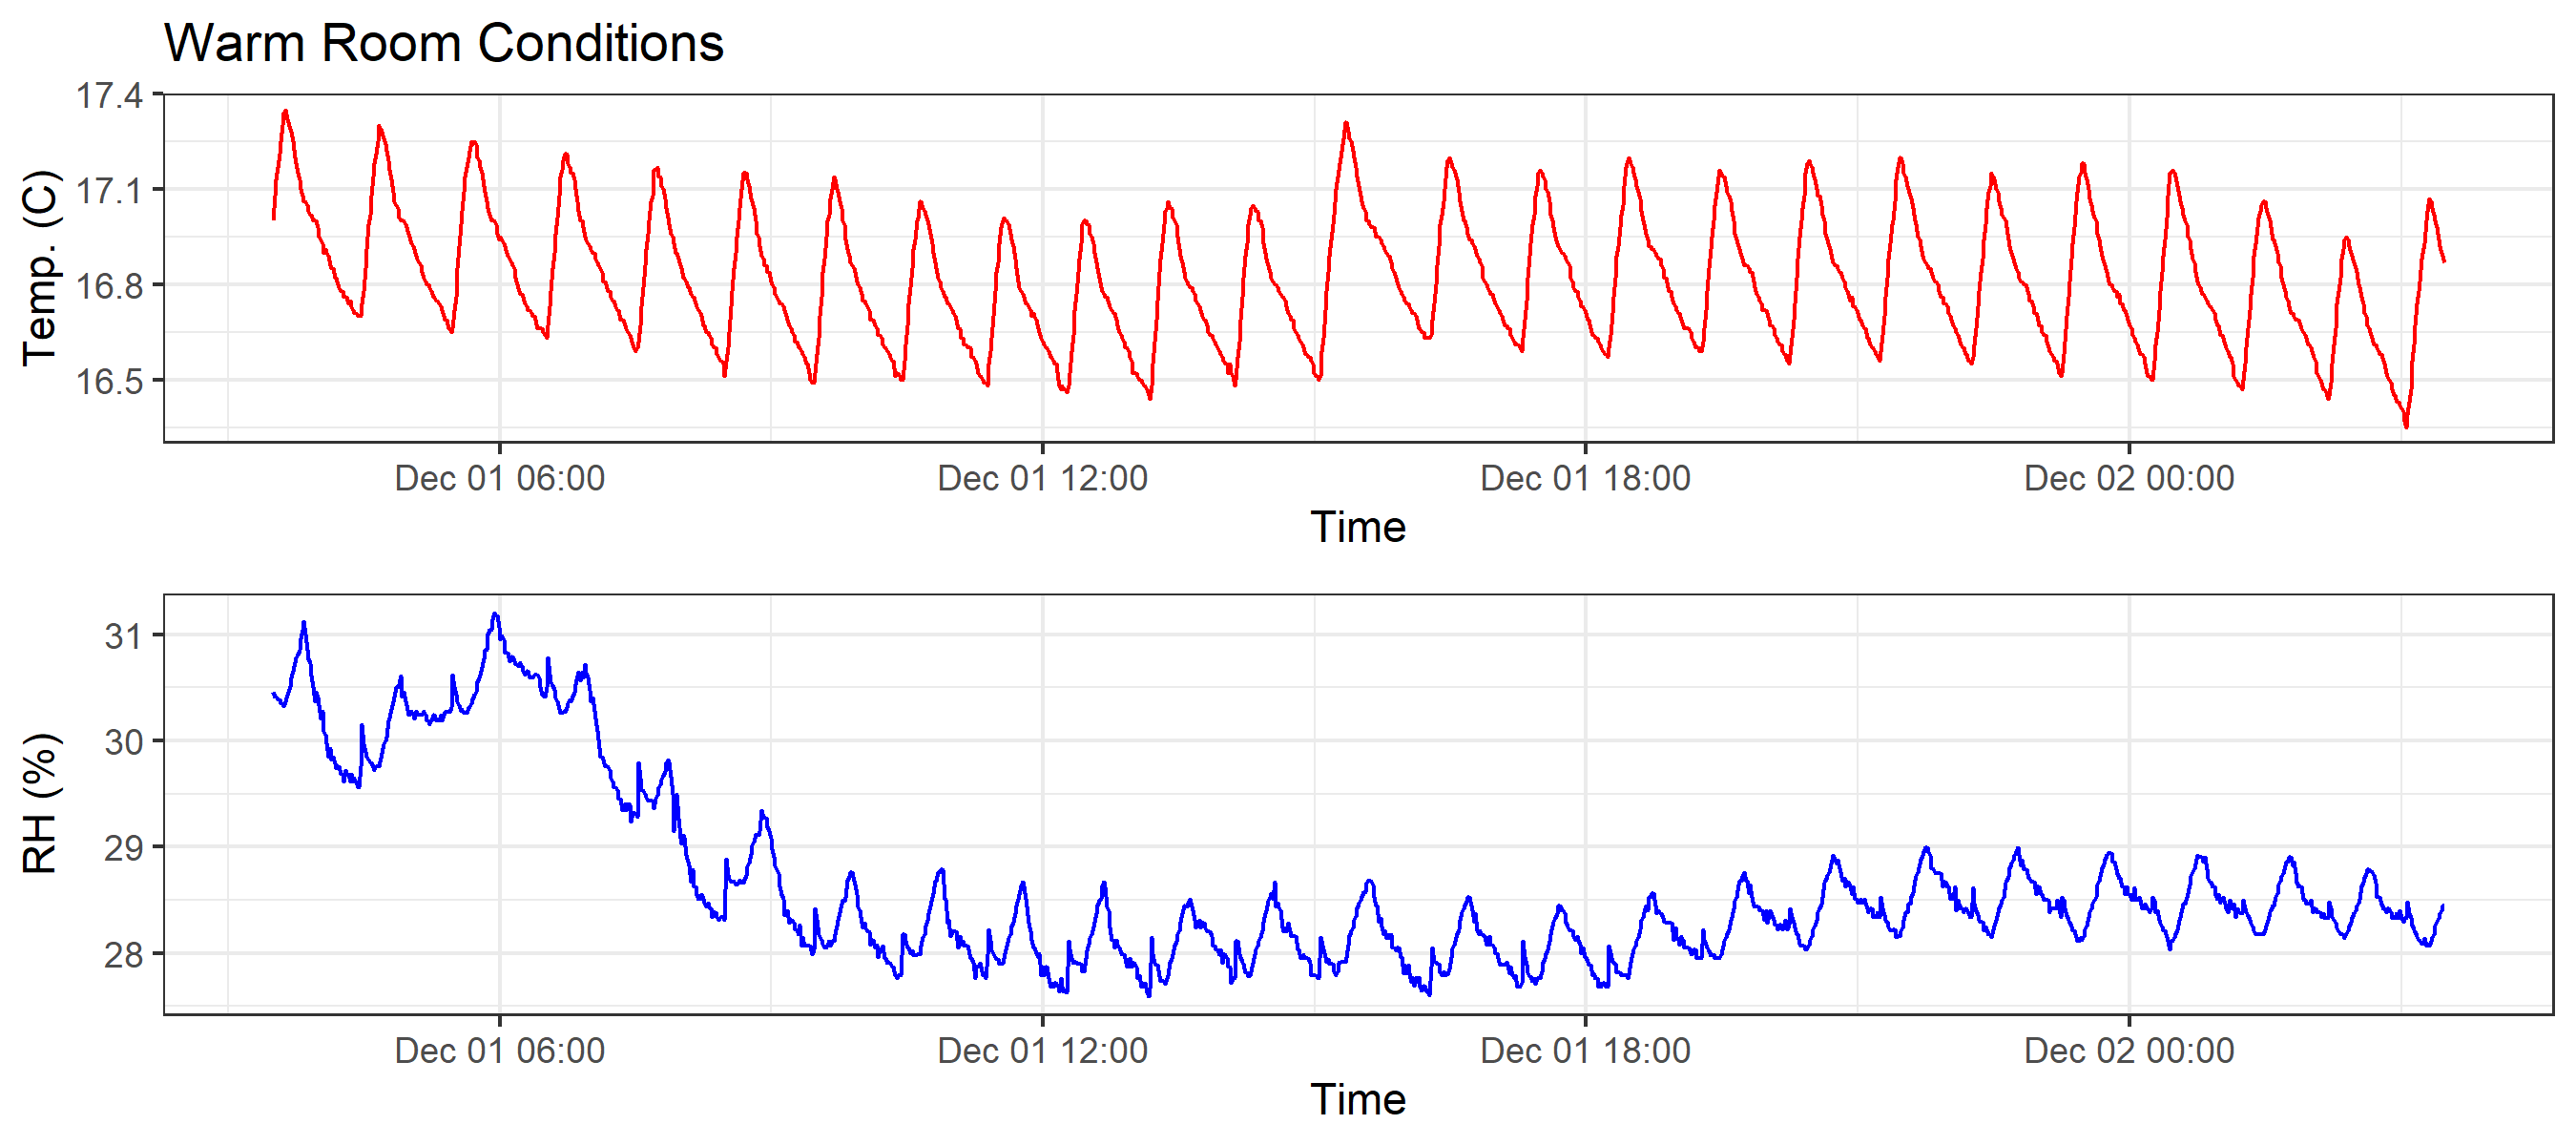 Warm Room Conditions
Temp. (C)
17.4
17.1
16.8
16.5
Dec 01 06:00 Dec 01 12:00 Dec 01 18:00 Dec 02 00:00
Time
RH (%)
31
30
29
28
Dec 01 06:00 Dec 01 12:00 Dec 01 18:00 Dec 02 00:00
Time